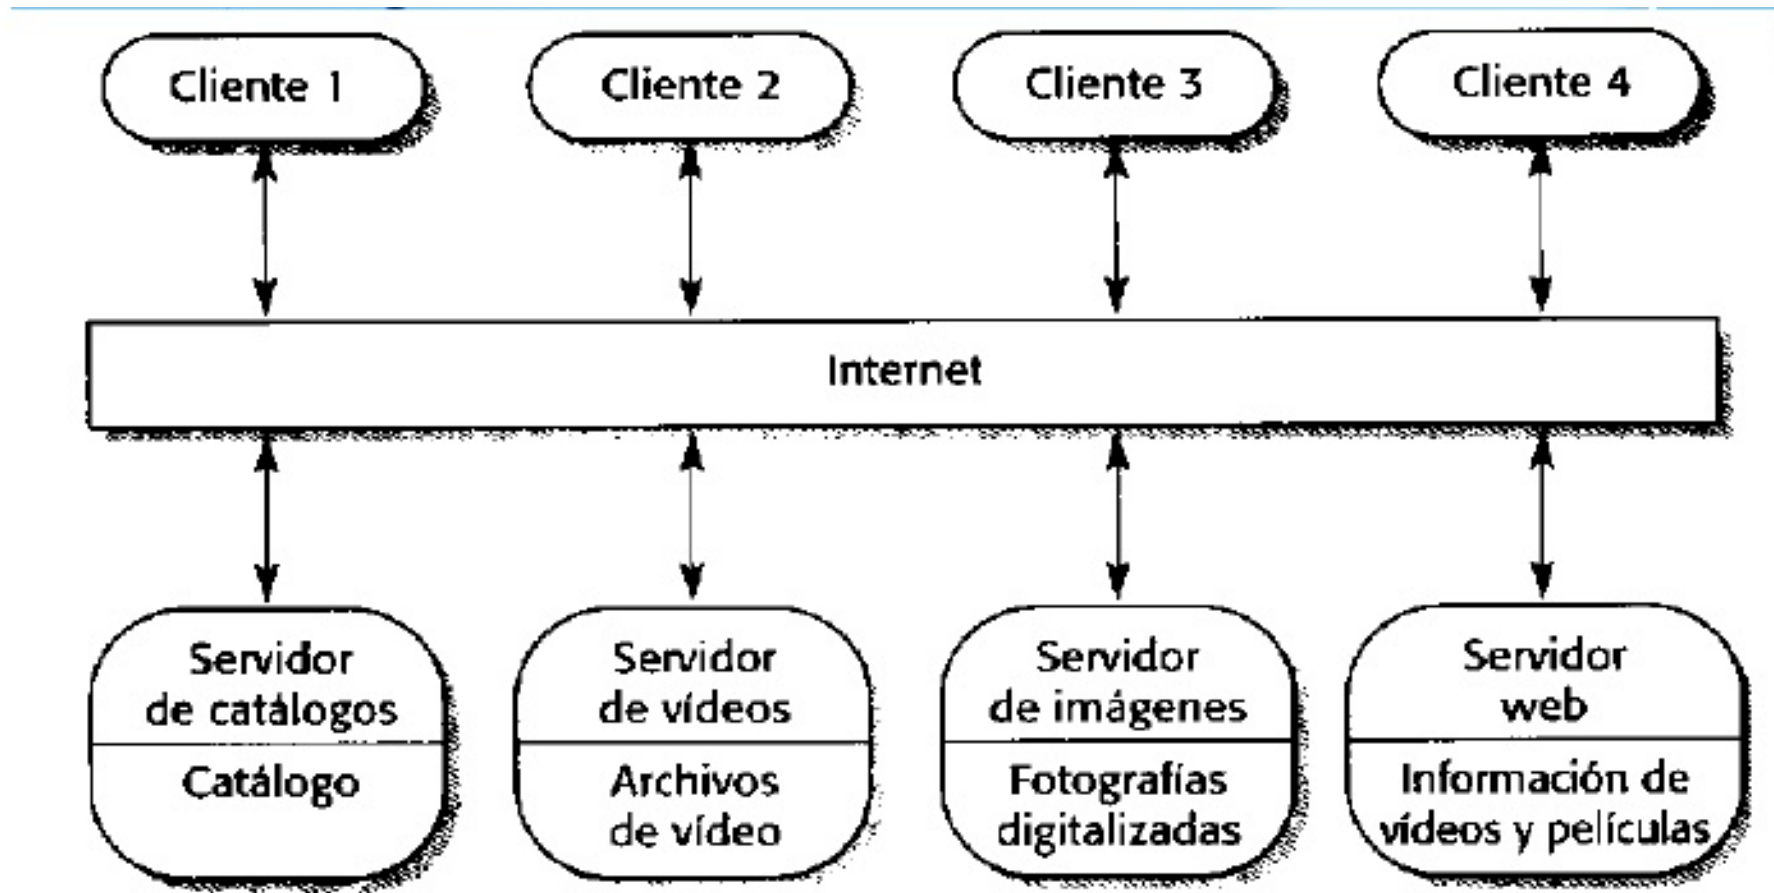 Cliente 1
Cliente 2
Cliente 3
Cliente 4
Internet
Servidor
de catálogos
Catálogo
Servidor
de vídeos
Archivos
de vídeo
Servidor
de imágenes
Fotografías
digitalizadas
Servidor
web
Información de
vídeos y películas